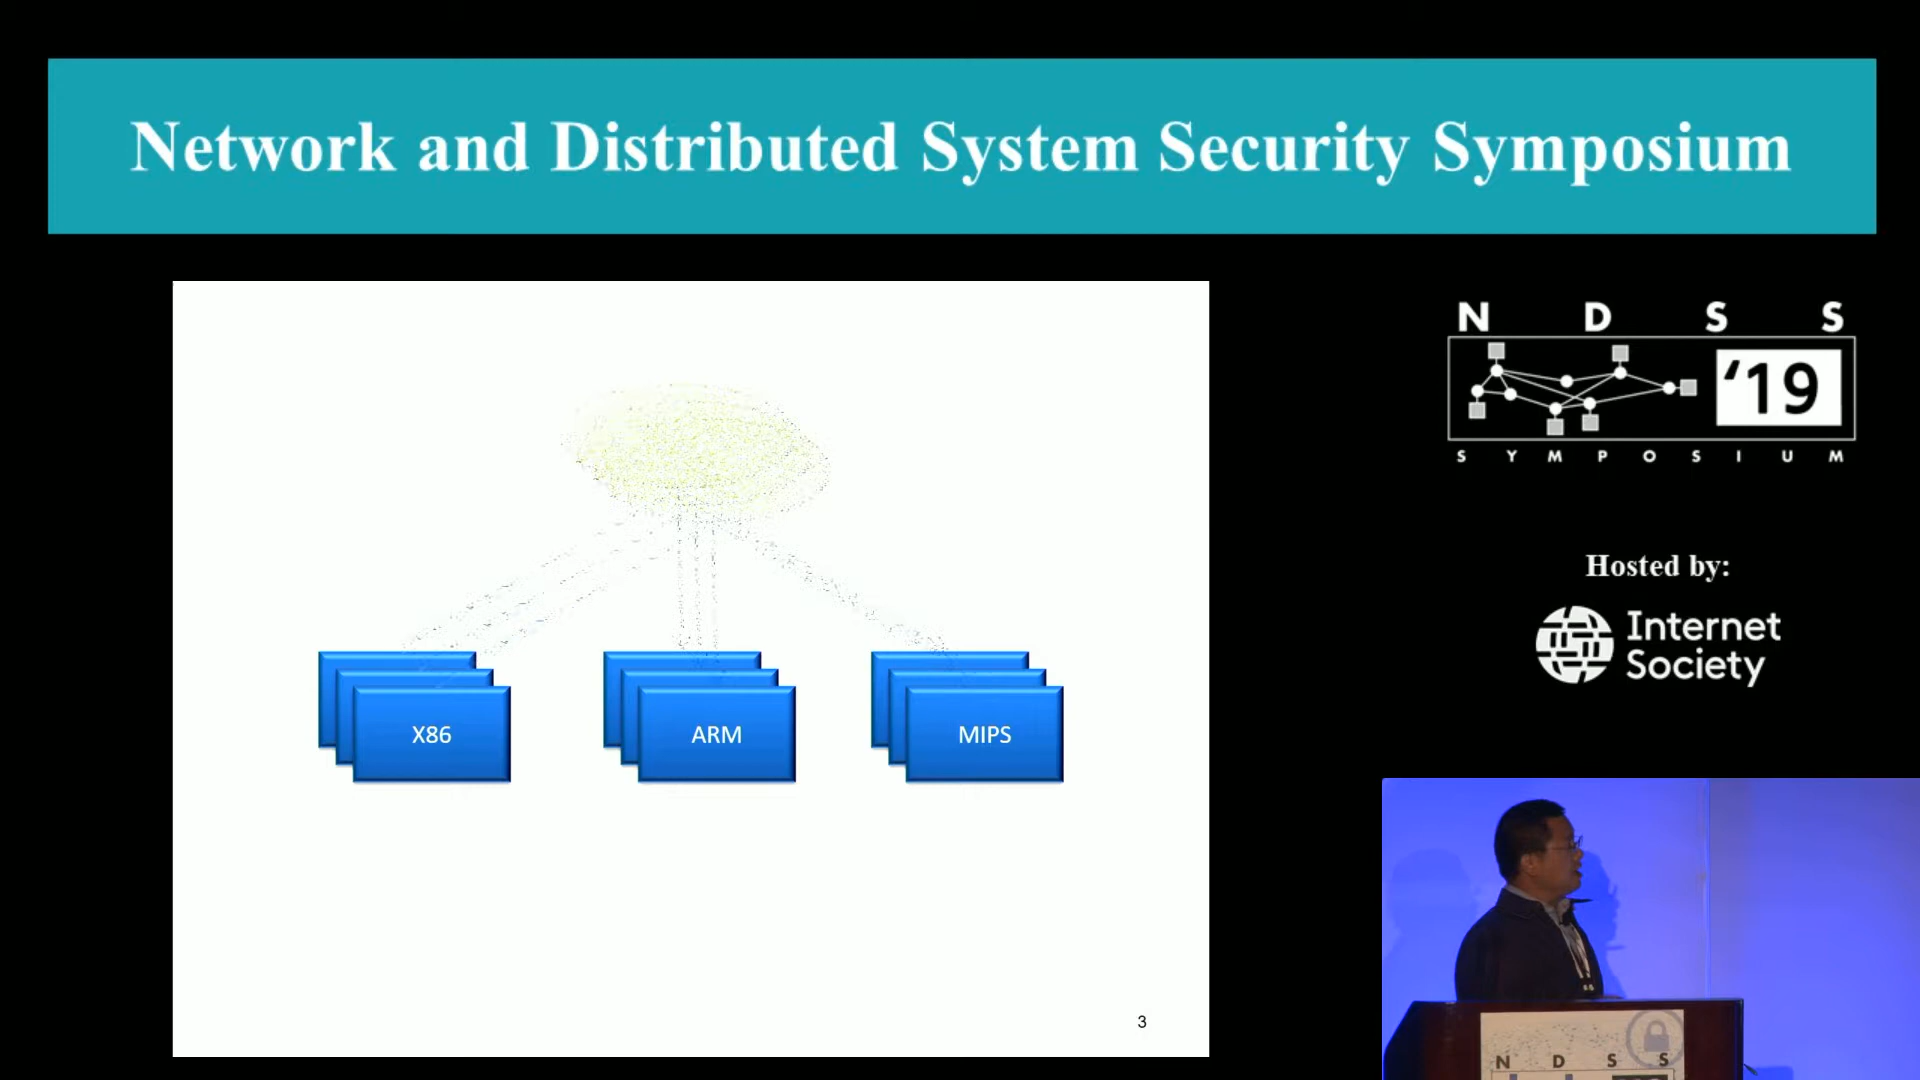 Network and Distributed System Security Symposium
N D S S
'19
S Y M P O S I U M
Hosted by:
Internet
Society
X86
ARM
MIPS
3
N D S S